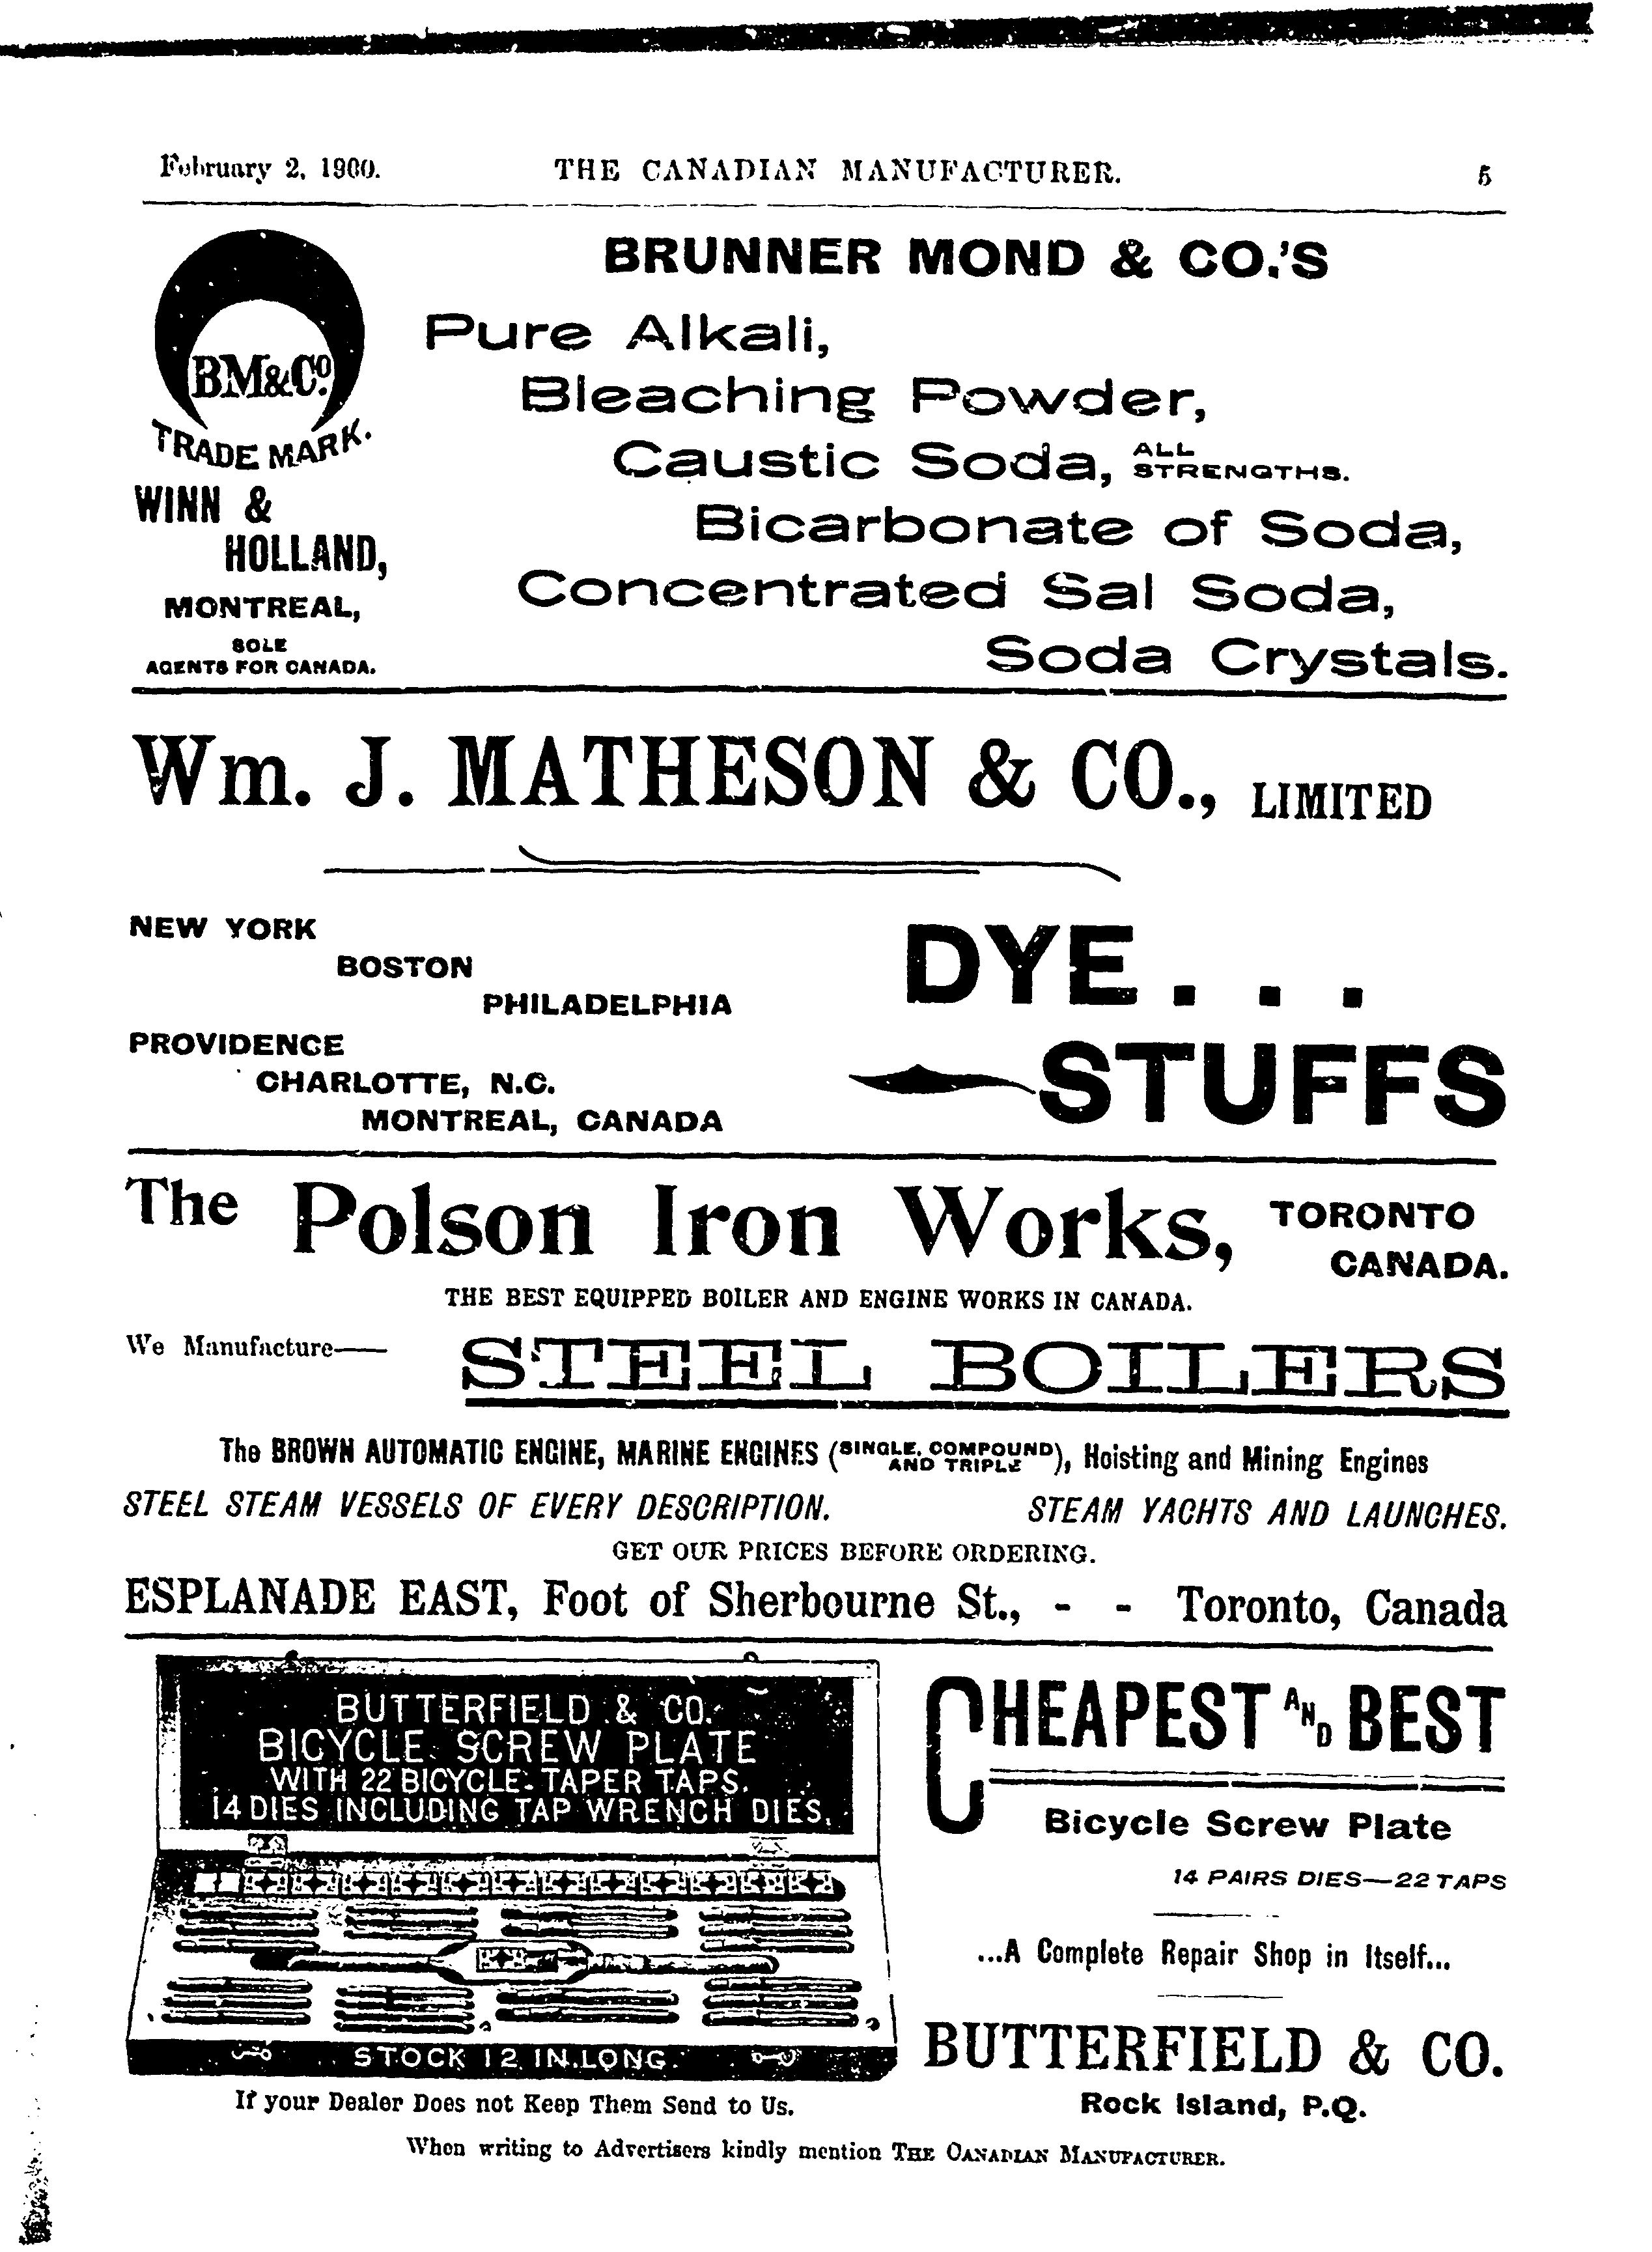 February 2, 1900. THE CANADIAN MANUFACTURER. 5
BRUNNER MOND & CO.'S
BM&Co.
TRADE MARK.
WINN &
HOLLAND,
MONTREAL,
SOLE
AGENTS FOR CANADA.
Pure Alkali,
Bleaching Powder,
Caustic Soda, ALL STRENGTHS.
Bicarbonate of Soda,
Concentrated Sal Soda,
Soda Crystals.
Wm. J. MATHESON & CO., LIMITED
NEW YORK
BOSTON
PHILADELPHIA
PROVIDENCE
CHARLOTTE, N.C.
MONTREAL, CANADA
DYE...
STUFFS
The Polson Iron Works, TORONTO
CANADA.
THE BEST EQUIPPED BOILER AND ENGINE WORKS IN CANADA.
We Manufacture—
STEEL BOILERS
The BROWN AUTOMATIC ENGINE, MARINE ENGINES (SINGLE, COMPOUND AND TRIPLE), Hoisting and Mining Engines
STEEL STEAM VESSELS OF EVERY DESCRIPTION. STEAM YACHTS AND LAUNCHES.
GET OUR PRICES BEFORE ORDERING.
ESPLANADE EAST, Foot of Sherbourne St., - - Toronto, Canada
BUTTERFIELD & CO.
BICYCLE SCREW PLATE
WITH 22 BICYCLE TAPER TAPS.
14 DIES INCLUDING TAP WRENCH DIES.
STOCK 12 IN. LONG.
If your Dealer Does not Keep Them Send to Us.
CHEAPEST AND BEST
Bicycle Screw Plate
14 PAIRS DIES—22 TAPS
...A Complete Repair Shop in Itself...
BUTTERFIELD & CO.
Rock Island, P.Q.
When writing to Advertisers kindly mention THE CANADIAN MANUFACTURER.